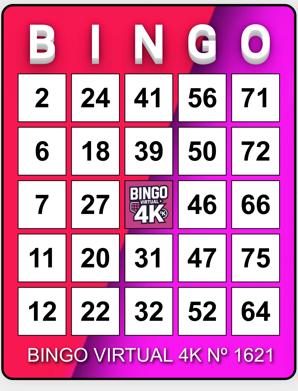 BINGO
2 24 41 56 71
6 18 39 50 72
7 27 BINGO VIRTUAL 4K 46 66
11 20 31 47 75
12 22 32 52 64
BINGO VIRTUAL 4K Nº 1621